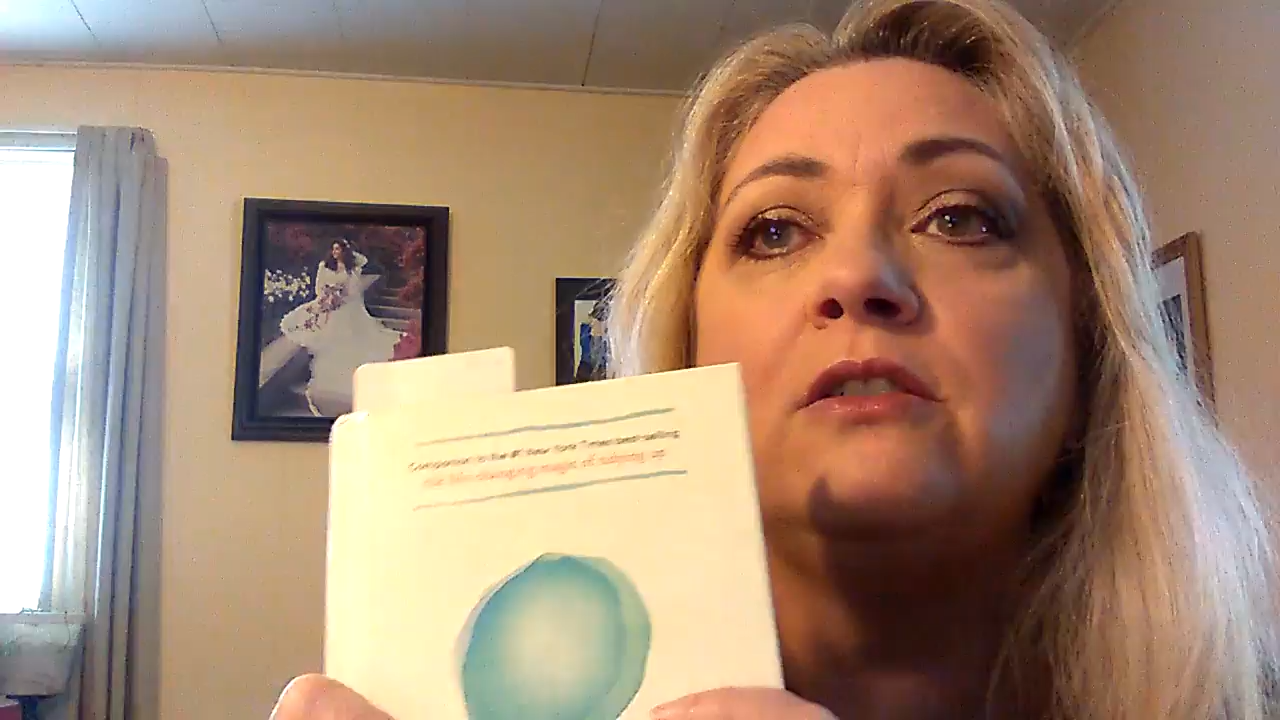 Companion to the #1 New York Times best-selling
the life-changing magic of tidying up